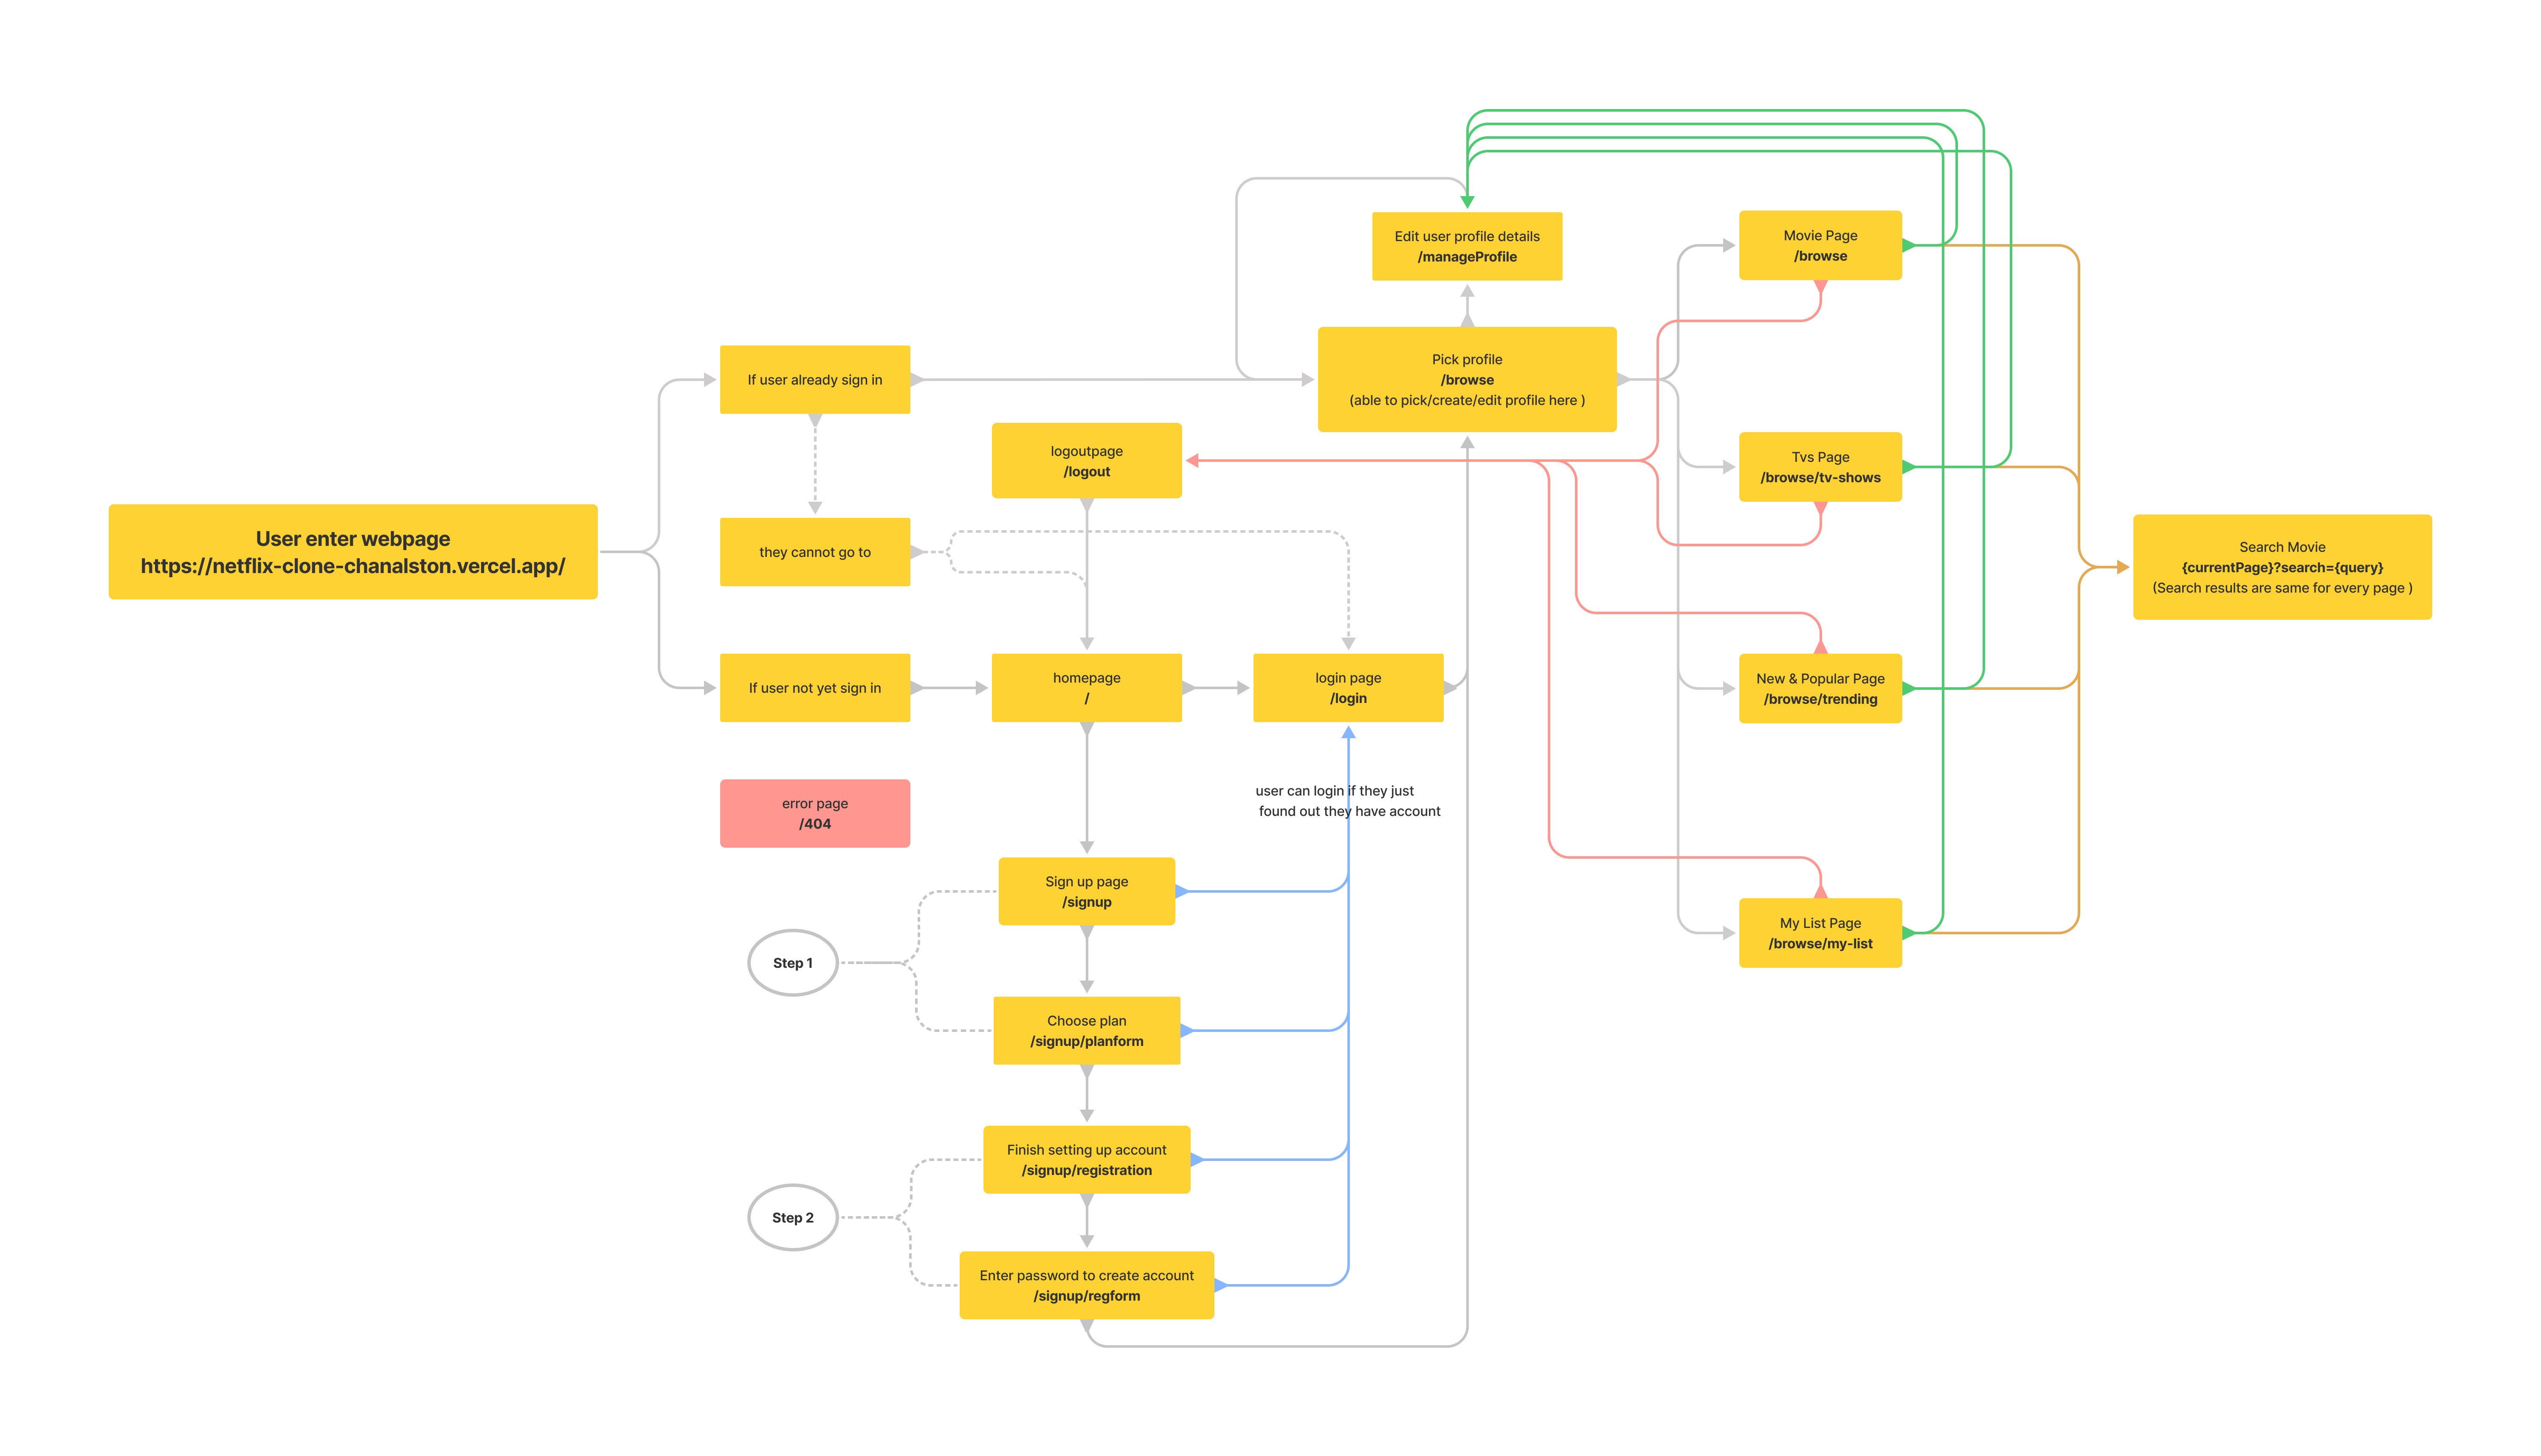 User enter webpage
https://netflix-clone-chanalston.vercel.app/
If user already sign in
they cannot go to
If user not yet sign in
error page
/404
logoutpage
/logout
homepage
/
login page
/login
user can login if they just
found out they have account
Sign up page
/signup
Step 1
Choose plan
/signup/planform
Finish setting up account
/signup/registration
Step 2
Enter password to create account
/signup/regform
Edit user profile details
/manageProfile
Pick profile
/browse
(able to pick/create/edit profile here )
Movie Page
/browse
Tvs Page
/browse/tv-shows
New & Popular Page
/browse/trending
My List Page
/browse/my-list
Search Movie
{currentPage}?search={query}
(Search results are same for every page )